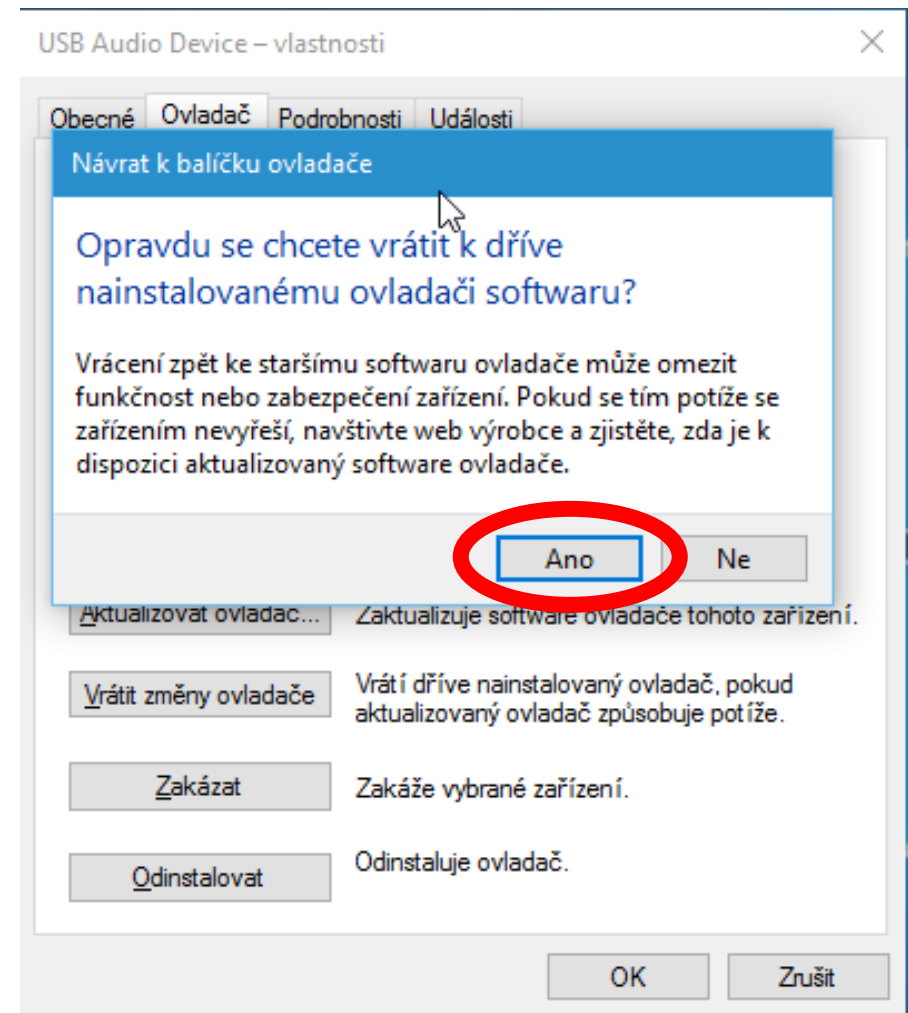 USB Audio Device – vlastnosti
Obecné Ovladač Podrobnosti Události
Návrat k balíčku ovladače
Opravdu se chcete vrátit k dříve
nainstalovanému ovladači softwaru?
Vrácení zpět ke staršímu softwaru ovladače může omezit
funkčnost nebo zabezpečení zařízení. Pokud se tím potíže se
zařízením nevyřeší, navštivte web výrobce a zjistěte, zda je k
dispozici aktualizovaný software ovladače.
Ano Ne
Aktualizovat ovladač... Zaktualizuje software ovladače tohoto zařízení.
Vrátit změny ovladače Vrátí dříve nainstalovaný ovladač, pokud
aktualizovaný ovladač způsobuje potíže.
Zakázat Zakáže vybrané zařízení.
Odinstalovat Odinstaluje ovladač.
OK Zrušit